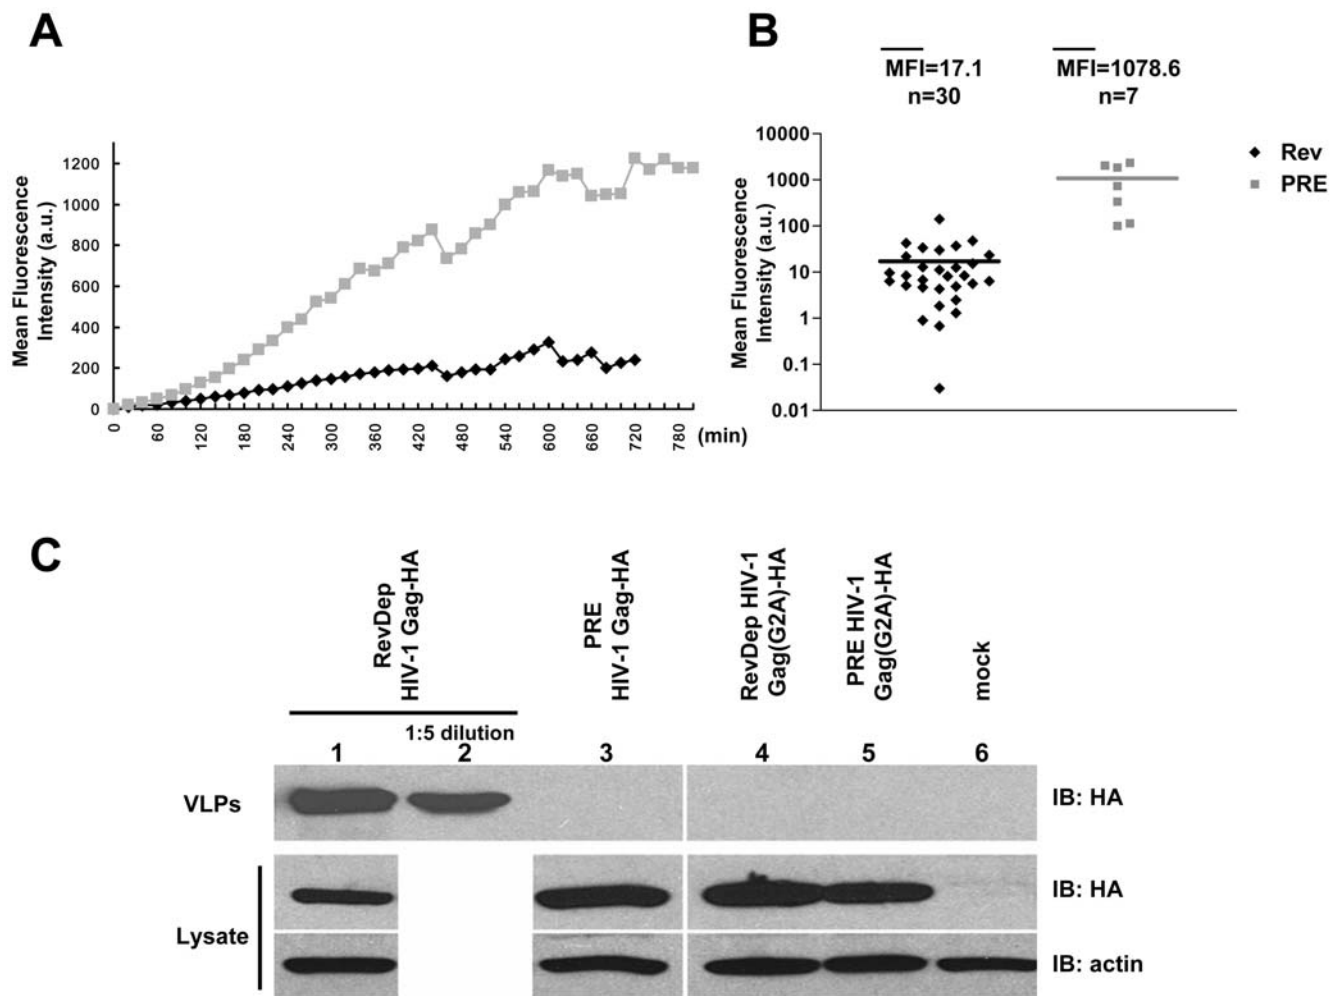 A
Mean Fluorescence
Intensity (a.u.)
1200
1000
800
600
400
200
0
0
60
120
180
240
300
360
420
480
540
600
660
720
780
(min)
B
MFI=17.1
n=30
MFI=1078.6
n=7
Mean Fluorescence
Intensity (a.u.)
10000
1000
100
10
1
0.1
0.01
Rev
PRE
C
RevDep
HIV-1 Gag-HA
PRE
HIV-1 Gag-HA
RevDep HIV-1
Gag(G2A)-HA
PRE HIV-1
Gag(G2A)-HA
mock
1:5 dilution
1 2 3 4 5 6
VLPs
IB: HA
Lysate
IB: HA
IB: actin